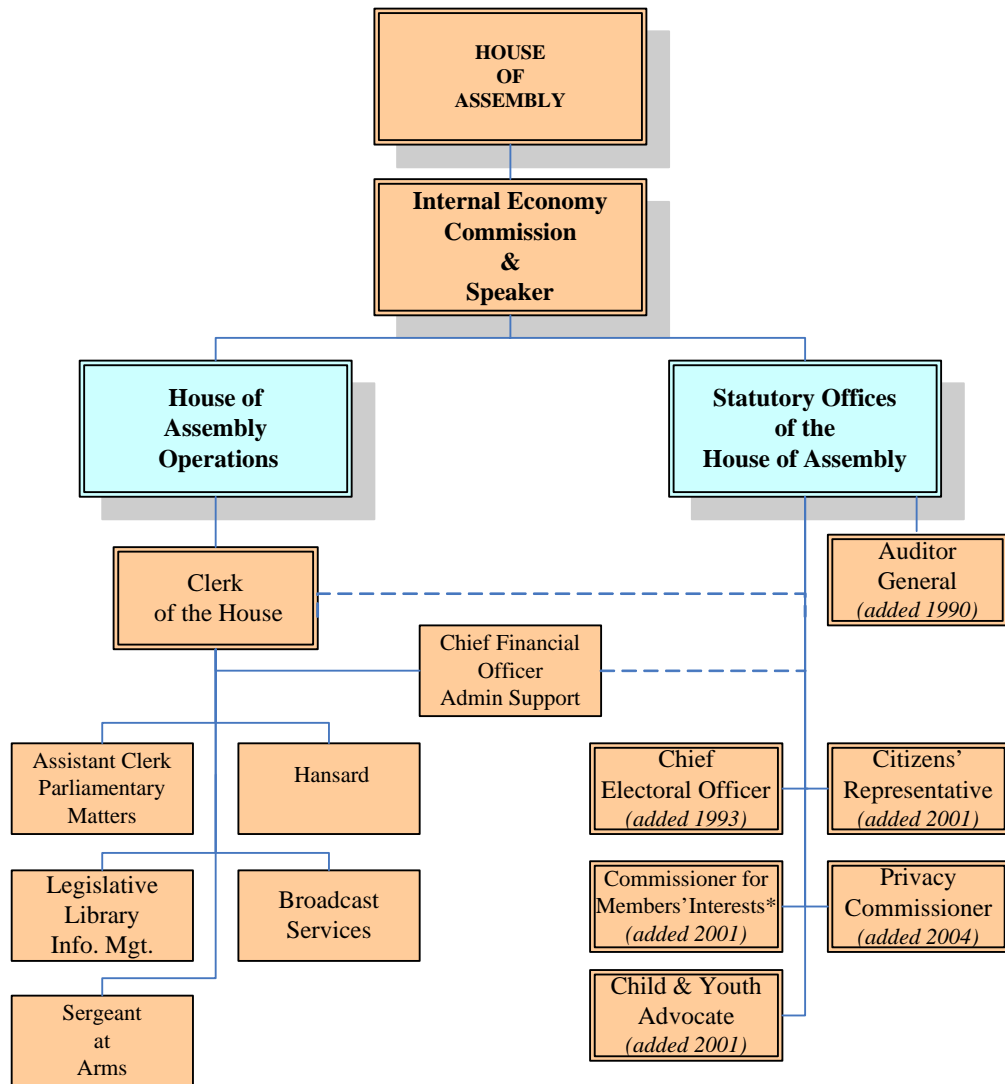 HOUSE
OF
ASSEMBLY
Internal Economy
Commission
&
Speaker
House of
Assembly
Operations
Statutory Offices
of the
House of Assembly
Clerk
of the House
Auditor
General
(added 1990)
Chief Financial
Officer
Admin Support
Assistant Clerk
Parliamentary
Matters
Hansard
Chief
Electoral Officer
(added 1993)
Citizens'
Representative
(added 2001)
Legislative
Library
Info. Mgt.
Broadcast
Services
Commissioner for
Members'Interests*
(added 2001)
Privacy
Commissioner
(added 2004)
Sergeant
at
Arms
Child & Youth
Advocate
(added 2001)